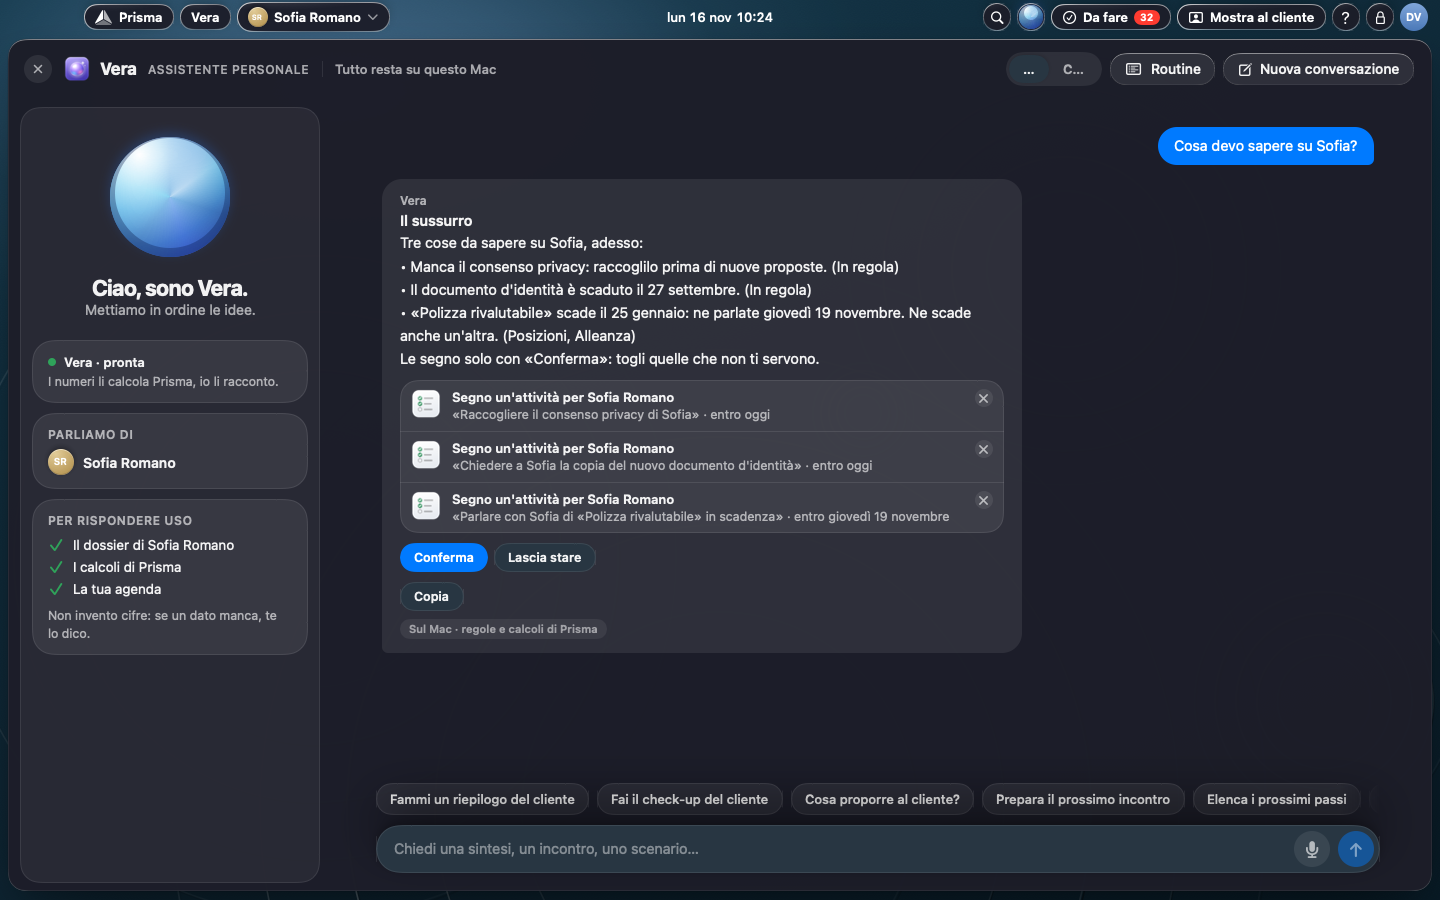 Prisma
Vera
SR Sofia Romano
lun 16 nov 10:24
Da fare 32
Mostra al cliente
?
DV
Vera ASSISTENTE PERSONALE
Tutto resta su questo Mac
...
C...
Routine
Nuova conversazione
Ciao, sono Vera.
Mettiamo in ordine le idee.
Vera · pronta
I numeri li calcola Prisma, io li racconto.
PARLIAMO DI
SR Sofia Romano
PER RISPONDERE USO
Il dossier di Sofia Romano
I calcoli di Prisma
La tua agenda
Non invento cifre: se un dato manca, te
lo dico.
Cosa devo sapere su Sofia?
Vera
Il sussurro
Tre cose da sapere su Sofia, adesso:
• Manca il consenso privacy: raccoglilo prima di nuove proposte. (In regola)
• Il documento d'identità è scaduto il 27 settembre. (In regola)
• «Polizza rivalutabile» scade il 25 gennaio: ne parlate giovedì 19 novembre. Ne scade
anche un'altra. (Posizioni, Alleanza)
Le segno solo con «Conferma»: togli quelle che non ti servono.
Segno un'attività per Sofia Romano
«Raccogliere il consenso privacy di Sofia» · entro oggi
Segno un'attività per Sofia Romano
«Chiedere a Sofia la copia del nuovo documento d'identità» · entro oggi
Segno un'attività per Sofia Romano
«Parlare con Sofia di «Polizza rivalutabile» in scadenza» · entro giovedì 19 novembre
Conferma
Lascia stare
Copia
Sul Mac · regole e calcoli di Prisma
Fammi un riepilogo del cliente
Fai il check-up del cliente
Cosa proporre al cliente?
Prepara il prossimo incontro
Elenca i prossimi passi
Chiedi una sintesi, un incontro, uno scenario...